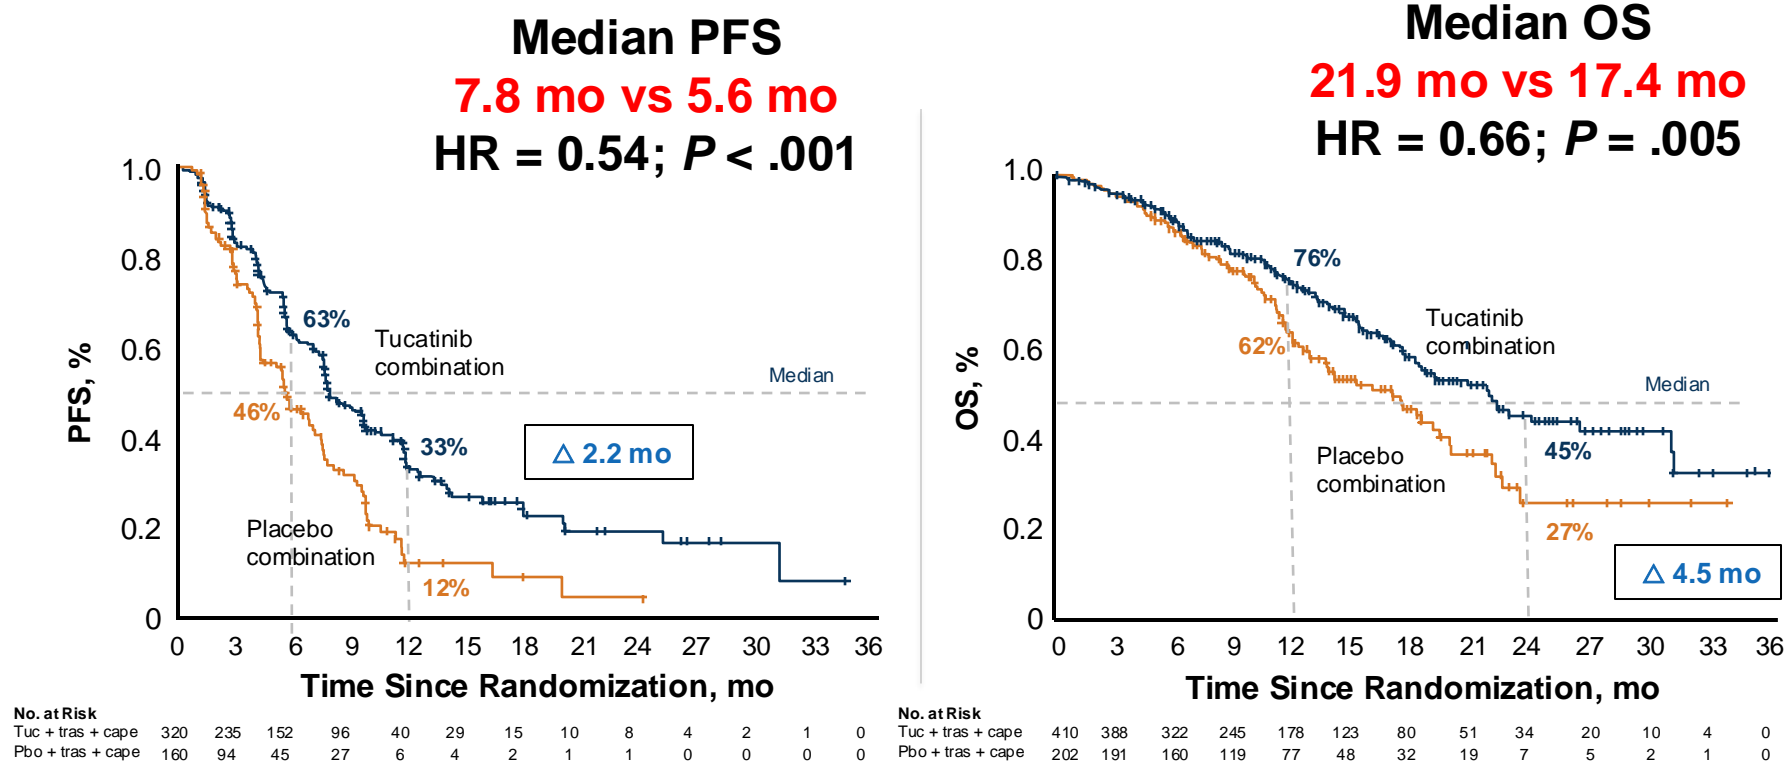 Median PFS
7.8 mo vs 5.6 mo
HR = 0.54; P < .001
1.0
0.8
0.6
0.4
0.2
0
PFS, %
63%
Tucatinib
combination
Median
46%
33%
△ 2.2 mo
Placebo
combination
12%
0 3 6 9 12 15 18 21 24 27 30 33 36
Time Since Randomization, mo
No. at Risk
Tuc + tras + cape 320 235 152 96 40 29 15 10 8 4 2 1 0
Pbo + tras + cape 160 94 45 27 6 4 2 1 1 0 0 0 0
Median OS
21.9 mo vs 17.4 mo
HR = 0.66; P = .005
1.0
0.8
0.6
0.4
0.2
0
OS, %
76%
Tucatinib
combination
62%
Median
Placebo
combination
45%
27%
△ 4.5 mo
0 3 6 9 12 15 18 21 24 27 30 33 36
Time Since Randomization, mo
No. at Risk
Tuc + tras + cape 410 388 322 245 178 123 80 51 34 20 10 4 0
Pbo + tras + cape 202 191 160 119 77 48 32 19 7 5 2 1 0